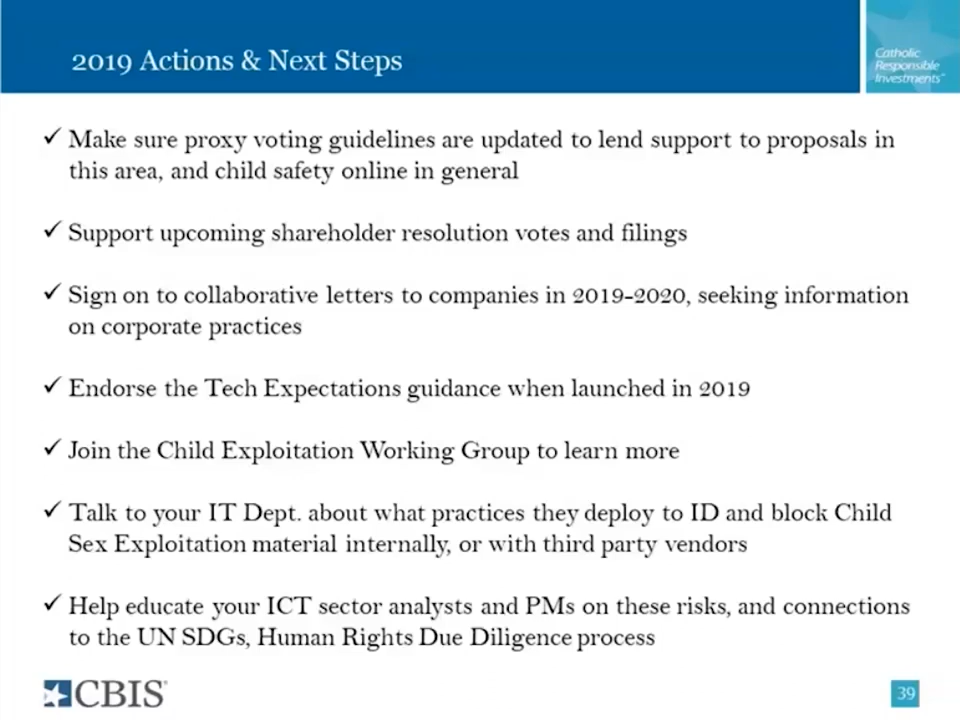 2019 Actions & Next Steps
Catholic
Responsible
Investments℠
✓ Make sure proxy voting guidelines are updated to lend support to proposals in
this area, and child safety online in general
✓ Support upcoming shareholder resolution votes and filings
✓ Sign on to collaborative letters to companies in 2019-2020, seeking information
on corporate practices
✓ Endorse the Tech Expectations guidance when launched in 2019
✓ Join the Child Exploitation Working Group to learn more
✓ Talk to your IT Dept. about what practices they deploy to ID and block Child
Sex Exploitation material internally, or with third party vendors
✓ Help educate your ICT sector analysts and PMs on these risks, and connections
to the UN SDGs, Human Rights Due Diligence process
CBIS®
39